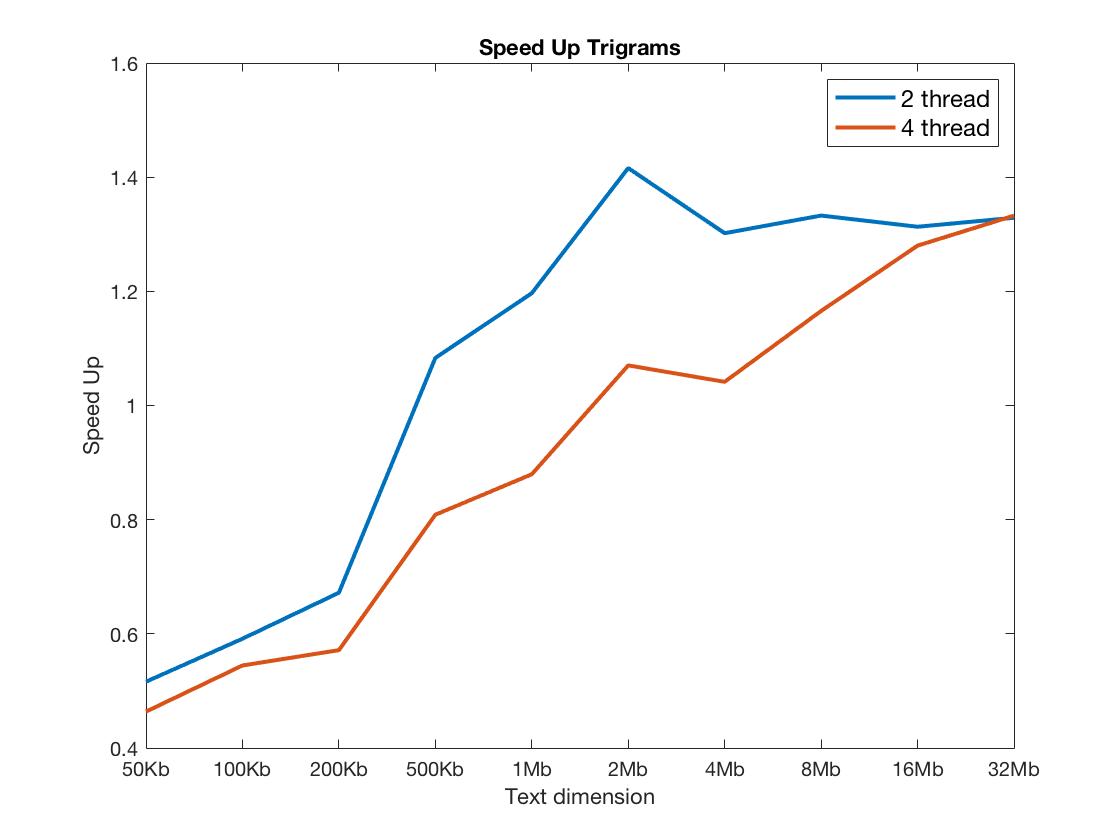 Speed Up Trigrams
2 thread
4 thread
1.6
1.4
1.2
1
0.8
0.6
0.4
Speed Up
50Kb 100Kb 200Kb 500Kb 1Mb 2Mb 4Mb 8Mb 16Mb 32Mb
Text dimension